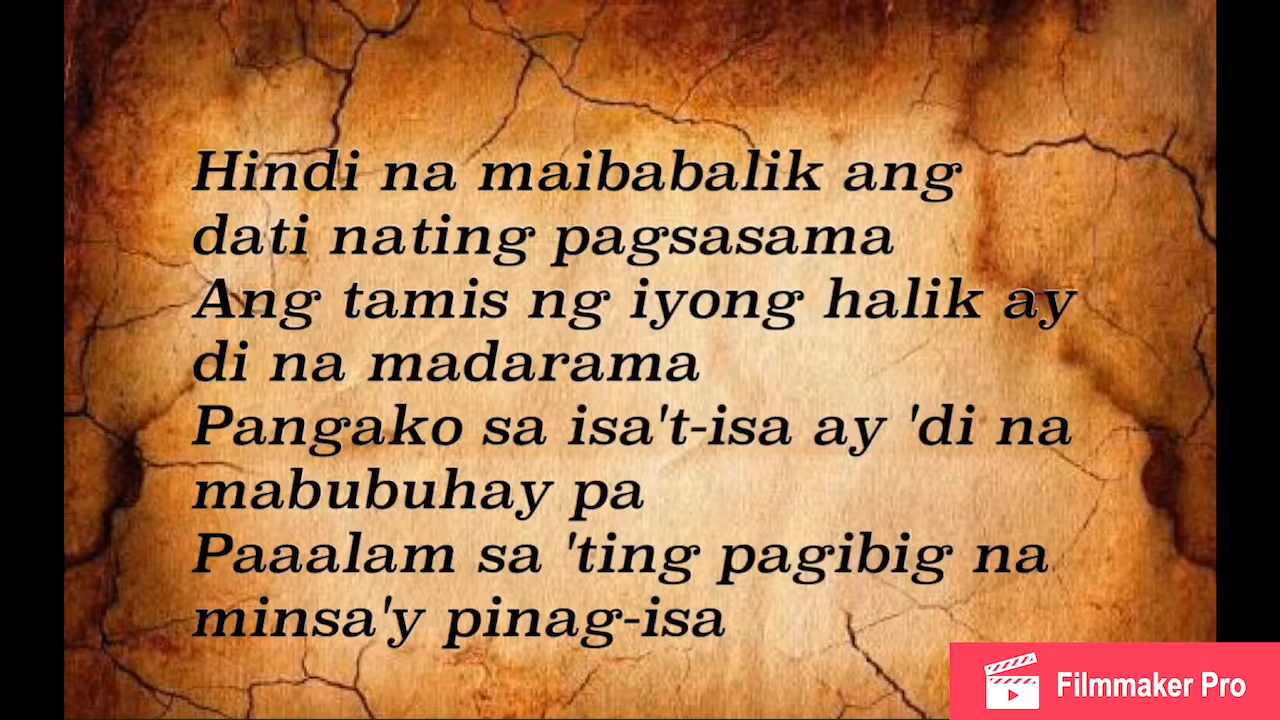 Hindi na maibabalik ang
dati nating pagsasama
Ang tamis ng iyong halik ay
di na madarama
Pangako sa isa't-isa ay 'di na
mabubuhay pa
Paaalam sa 'ting pagibig na
minsa'y pinag-isa
Filmmaker Pro